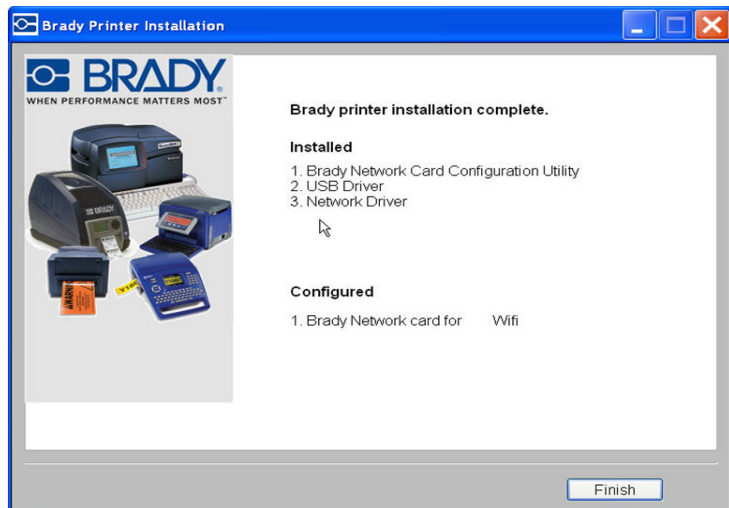 Brady Printer Installation
BRADY.
WHEN PERFORMANCE MATTERS MOST™
Brady printer installation complete.
Installed
1. Brady Network Card Configuration Utility
2. USB Driver
3. Network Driver
Configured
1. Brady Network card for Wifi
Finish